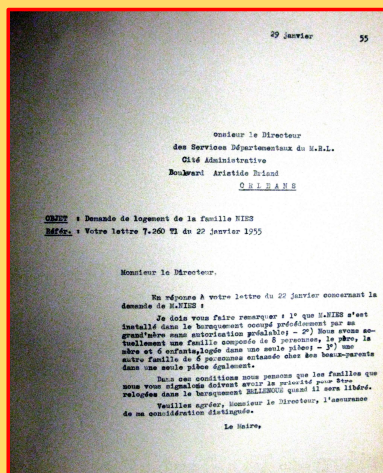 29 janvier 55
onsieur le Directeur
des Services Départementaux du M.R.L.
Cité Administrative
Boulevard Aristide Briand
ORLEANS
OBJET : Demande de logement de la famille NIES
Référ. : Votre lettre 7.260 T1 du 22 janvier 1955
Monsieur le Directeur.
En réponse à votre lettre du 22 janvier concernant la
demande de M.NIES :
Je dois vous faire remarquer : 1° que M.NIES s'est
installé dans le baraquement occupé précédemment par sa
grand'mère sans autorisation préalable; - 2°) Nous avons ac-
tuellement une famille composée de 8 personnes, le père, la
mère et 6 enfants,logée dans une seule pièce; - 3°) une
autre famille de 6 personnes entassée chez des beaux-parents
dans une seule pièce également.
Dans ces conditions nous pensons que les familles que
nous vous signalons doivent avoir la priorité pour être
relogées dans le baraquement BELLENOUE quand il sera libéré.
Veuillez agréer, Monsieur le Directeur, l'assurance
de ma considération distinguée.
Le Maire,